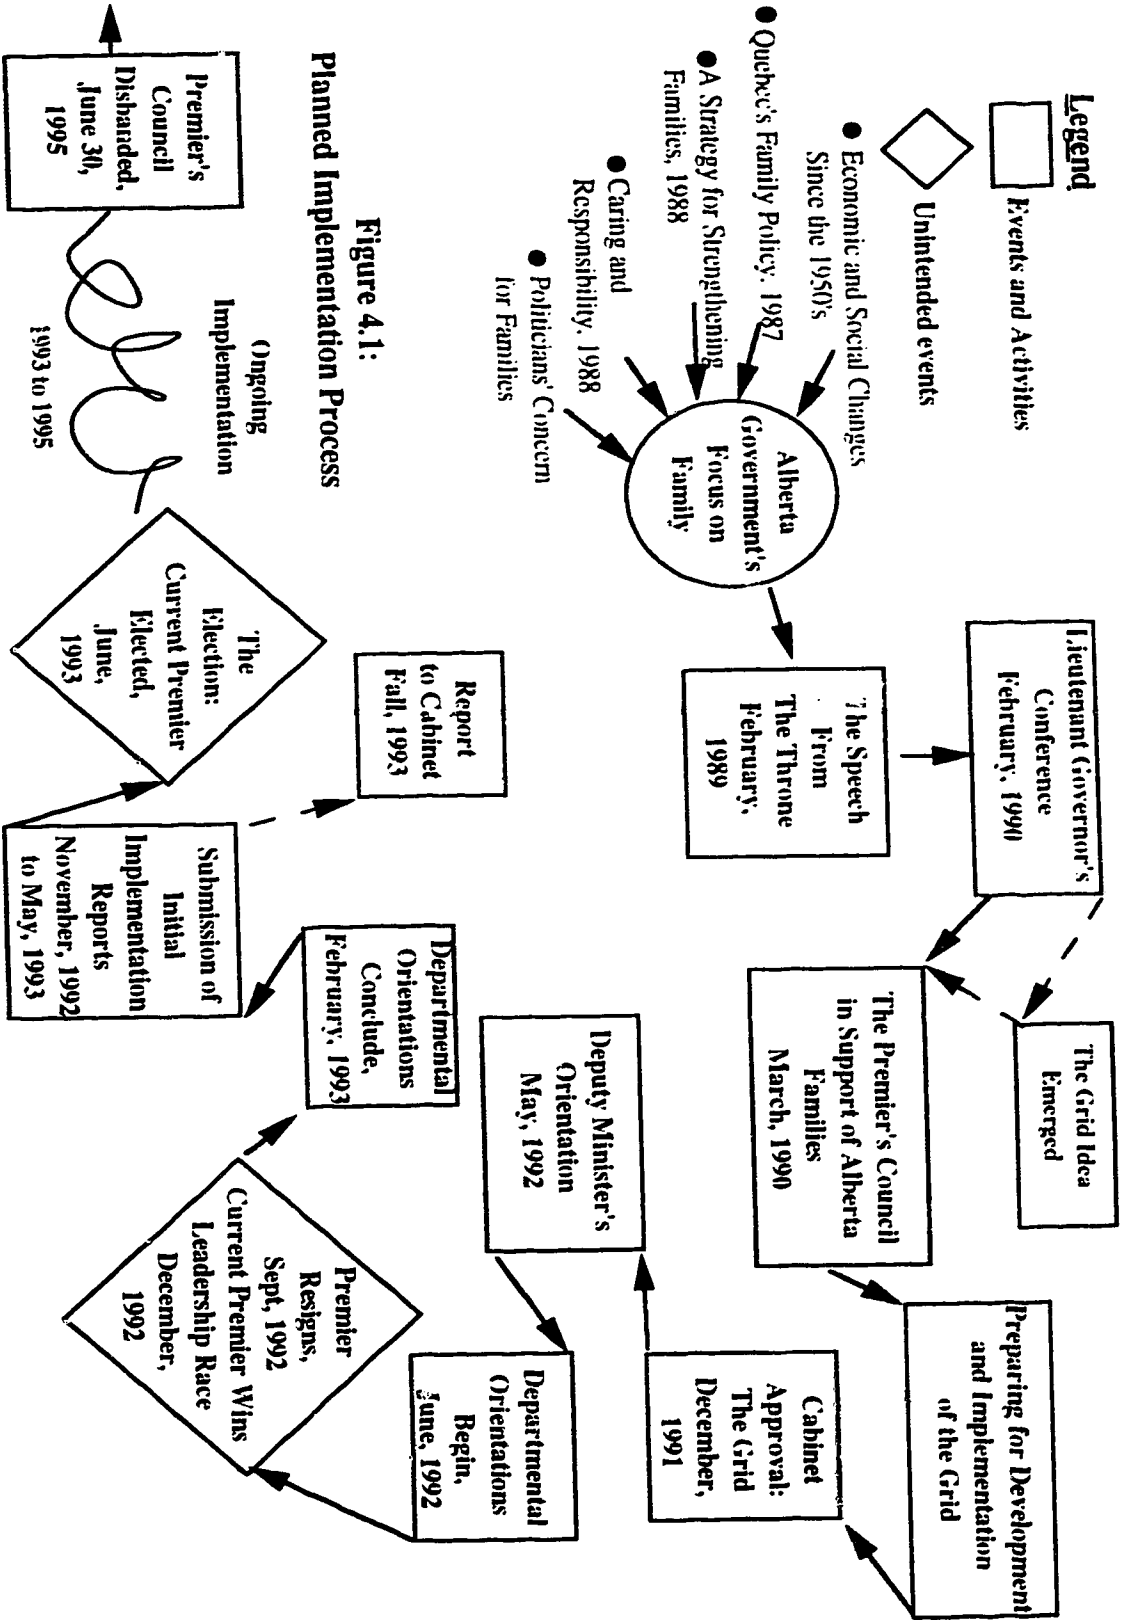 Legend
Events and Activities
Unintended events
● Economic and Social Changes
Since the 1950's
● Quebec's Family Policy. 1987
● A Strategy for Strengthening
Families, 1988
● Caring and
Responsibility. 1988
● Politicians' Concern
for Families
Alberta
Government's
Focus on
Family
The Speech
From
The Throne
February,
1989
Lieutenant Governor's
Conference
February, 1990
The Grid Idea
Emerged
The Premier's Council
in Support of Alberta
Families
March, 1990
Preparing for Development
and Implementation
of the Grid
Cabinet
Approval:
The Grid
December,
1991
Deputy Minister's
Orientation
May, 1992
Departmental
Orientations
Begin,
June, 1992
Premier
Resigns,
Sept, 1992
Current Premier Wins
Leadership Race
December,
1992
Departmental
Orientations
Conclude,
February, 1993
Submission of
Initial
Implementation
Reports
November, 1992
to May, 1993
Report
to Cabinet
Fall, 1993
The
Election:
Current Premier
Elected,
June,
1993
Ongoing
Implementation
1993 to 1995
Premier's
Council
Disbanded,
June 30,
1995
Figure 4.1:
Planned Implementation Process